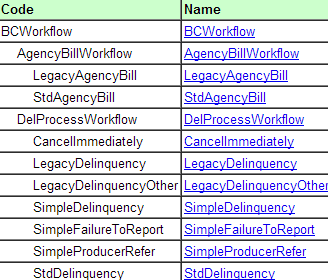 Code Name
BCWorkflow BCWorkflow
AgencyBillWorkflow AgencyBillWorkflow
LegacyAgencyBill LegacyAgencyBill
StdAgencyBill StdAgencyBill
DelProcessWorkflow DelProcessWorkflow
CancelImmediately CancelImmediately
LegacyDelinquency LegacyDelinquency
LegacyDelinquencyOther LegacyDelinquencyOther
SimpleDelinquency SimpleDelinquency
SimpleFailureToReport SimpleFailureToReport
SimpleProducerRefer SimpleProducerRefer
StdDelinquency StdDelinquency